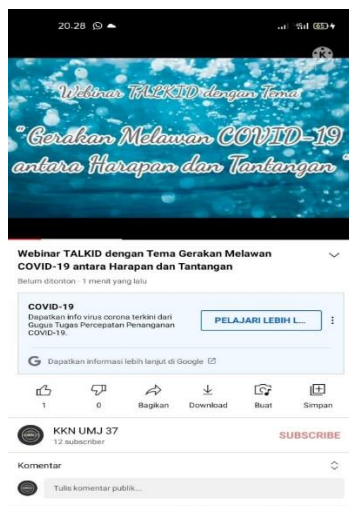 20.28
65
Webinar TALKID dengan Tema
"Gerakan Melawan COVID-19
antara Harapan dan Tantangan"
Webinar TALKID dengan Tema Gerakan Melawan
COVID-19 antara Harapan dan Tantangan
Belum ditonton · 1 menit yang lalu
COVID-19
Dapatkan info virus corona terkini dari
Gugus Tugas Percepatan Penanganan
COVID-19.
PELAJARI LEBIH L...
G Dapatkan informasi lebih lanjut di Google
1 0 Bagikan Download Buat Simpan
KKN UMJ 37
12 subscriber
SUBSCRIBE
Komentar
Tulis komentar publik...